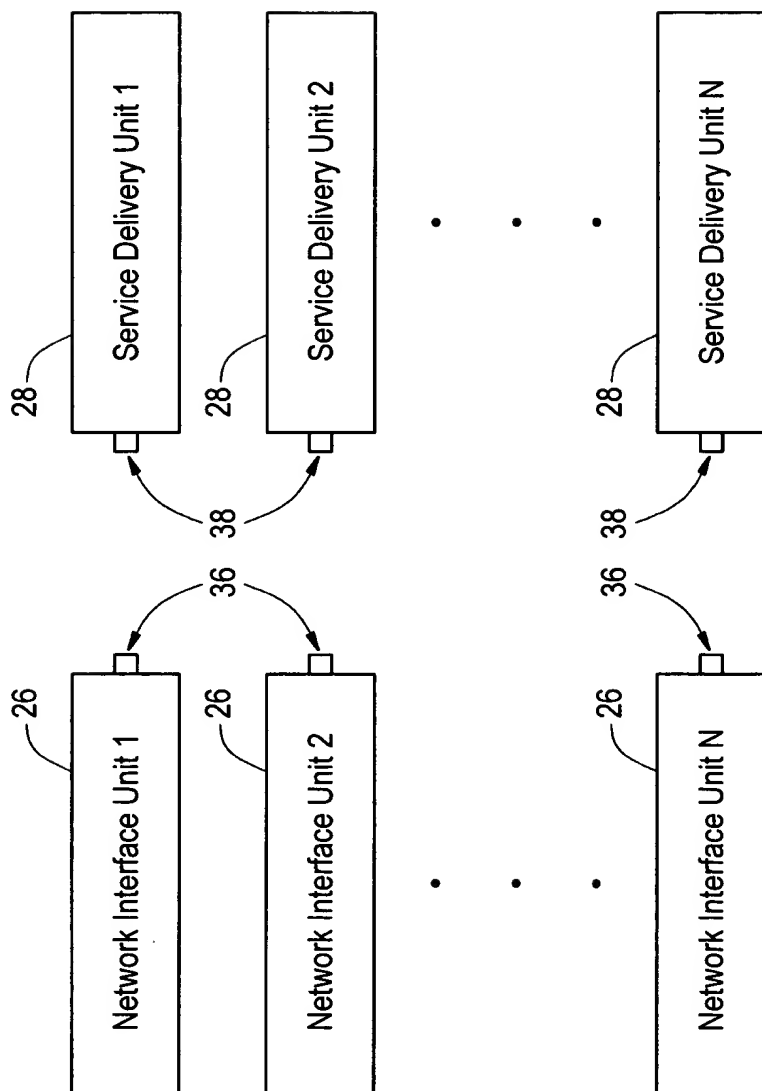 26
28
Network Interface Unit 1
Service Delivery Unit 1
26
36
38
28
Network Interface Unit 2
Service Delivery Unit 2
26
36
38
28
Network Interface Unit N
Service Delivery Unit N